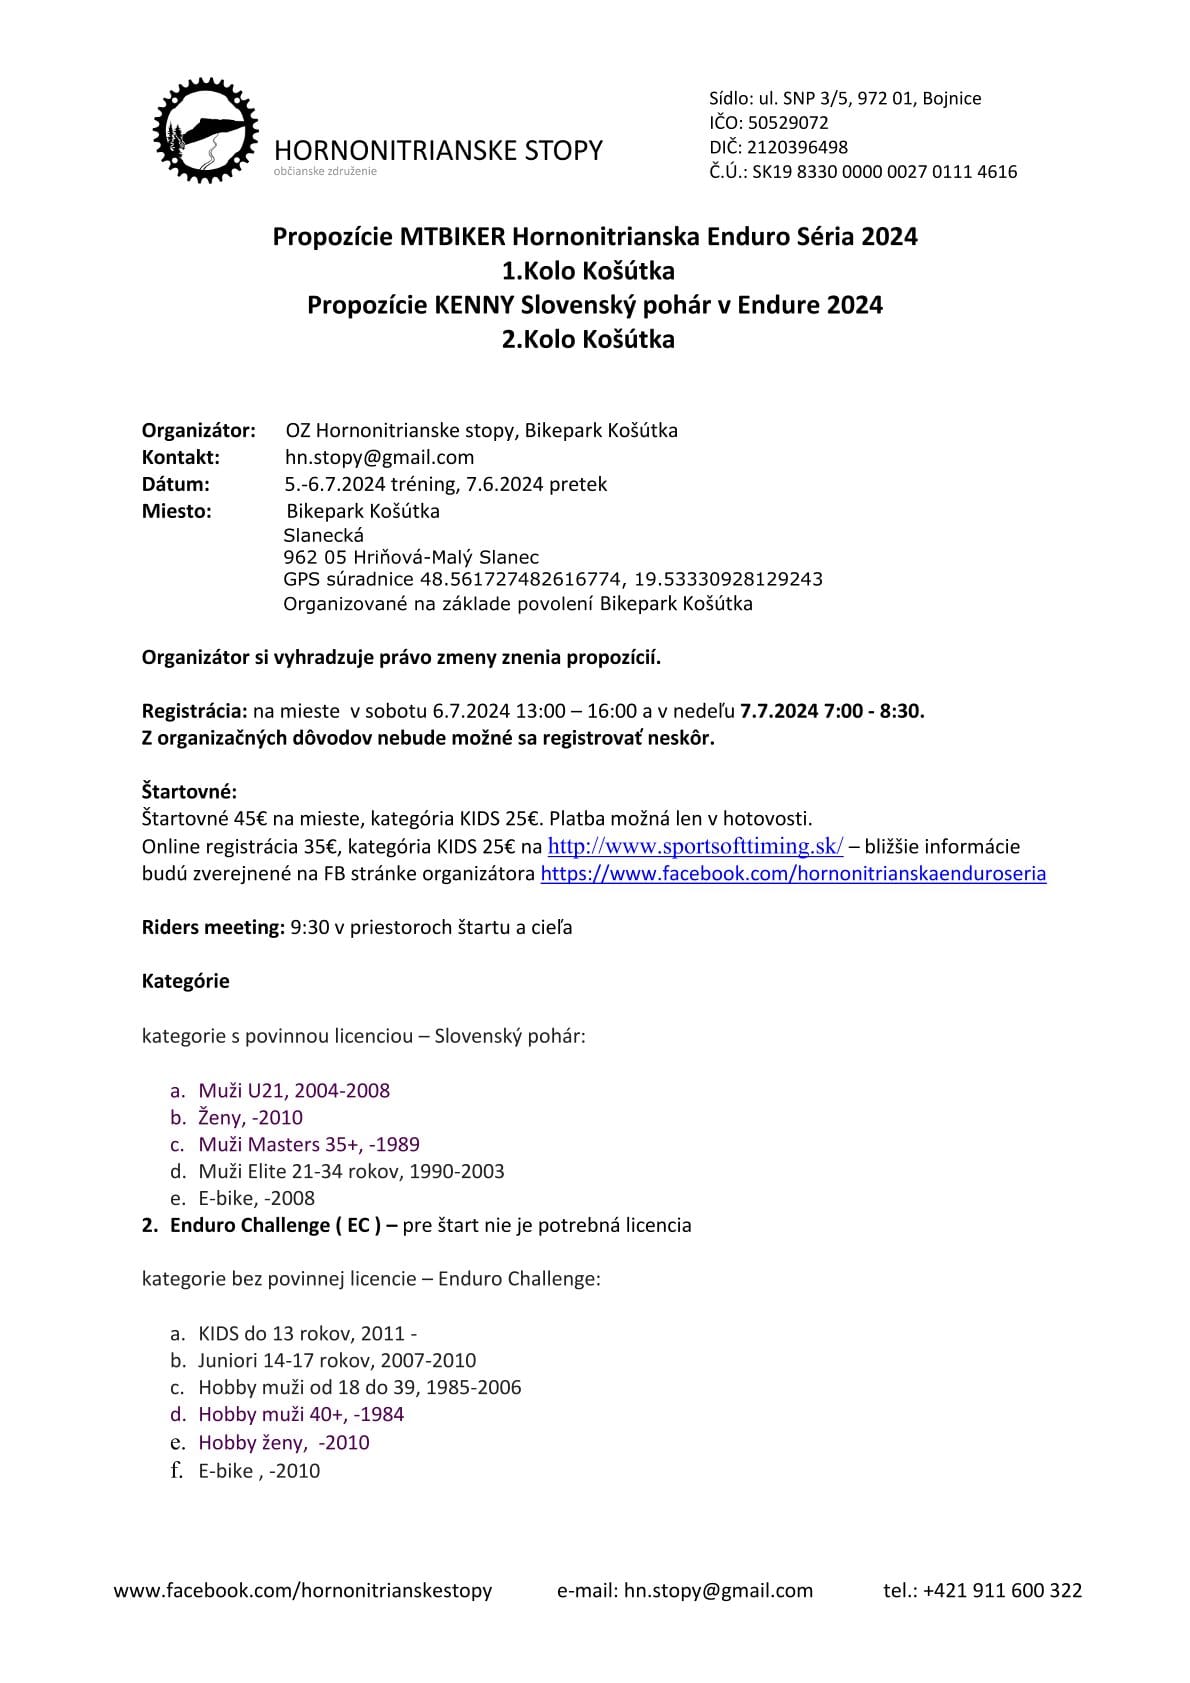 HORNONITRIANSKE STOPY
občianske združenie
Sídlo: ul. SNP 3/5, 972 01, Bojnice
IČO: 50529072
DIČ: 2120396498
Č.Ú.: SK19 8330 0000 0027 0111 4616
Propozície MTBIKER Hornonitrianska Enduro Séria 2024
1.Kolo Košútka
Propozície KENNY Slovenský pohár v Endure 2024
2.Kolo Košútka
Organizátor: OZ Hornonitrianske stopy, Bikepark Košútka
Kontakt: hn.stopy@gmail.com
Dátum: 5.-6.7.2024 tréning, 7.6.2024 pretek
Miesto: Bikepark Košútka
Slanecká
962 05 Hriňová-Malý Slanec
GPS súradnice 48.561727482616774, 19.53330928129243
Organizované na základe povolení Bikepark Košútka
Organizátor si vyhradzuje právo zmeny znenia propozícií.
Registrácia: na mieste v sobotu 6.7.2024 13:00 – 16:00 a v nedeľu 7.7.2024 7:00 - 8:30.
Z organizačných dôvodov nebude možné sa registrovať neskôr.
Štartovné:
Štartovné 45€ na mieste, kategória KIDS 25€. Platba možná len v hotovosti.
Online registrácia 35€, kategória KIDS 25€ na http://www.sportsofttiming.sk/ – bližšie informácie
budú zverejnené na FB stránke organizátora https://www.facebook.com/hornonitrianskaenduroseria
Riders meeting: 9:30 v priestoroch štartu a cieľa
Kategórie
kategorie s povinnou licenciou – Slovenský pohár:
a. Muži U21, 2004-2008
b. Ženy, -2010
c. Muži Masters 35+, -1989
d. Muži Elite 21-34 rokov, 1990-2003
e. E-bike, -2008
2. Enduro Challenge ( EC ) – pre štart nie je potrebná licencia
kategorie bez povinnej licencie – Enduro Challenge:
a. KIDS do 13 rokov, 2011 -
b. Juniori 14-17 rokov, 2007-2010
c. Hobby muži od 18 do 39, 1985-2006
d. Hobby muži 40+, -1984
e. Hobby ženy, -2010
f. E-bike , -2010
www.facebook.com/hornonitrianskestopy e-mail: hn.stopy@gmail.com tel.: +421 911 600 322